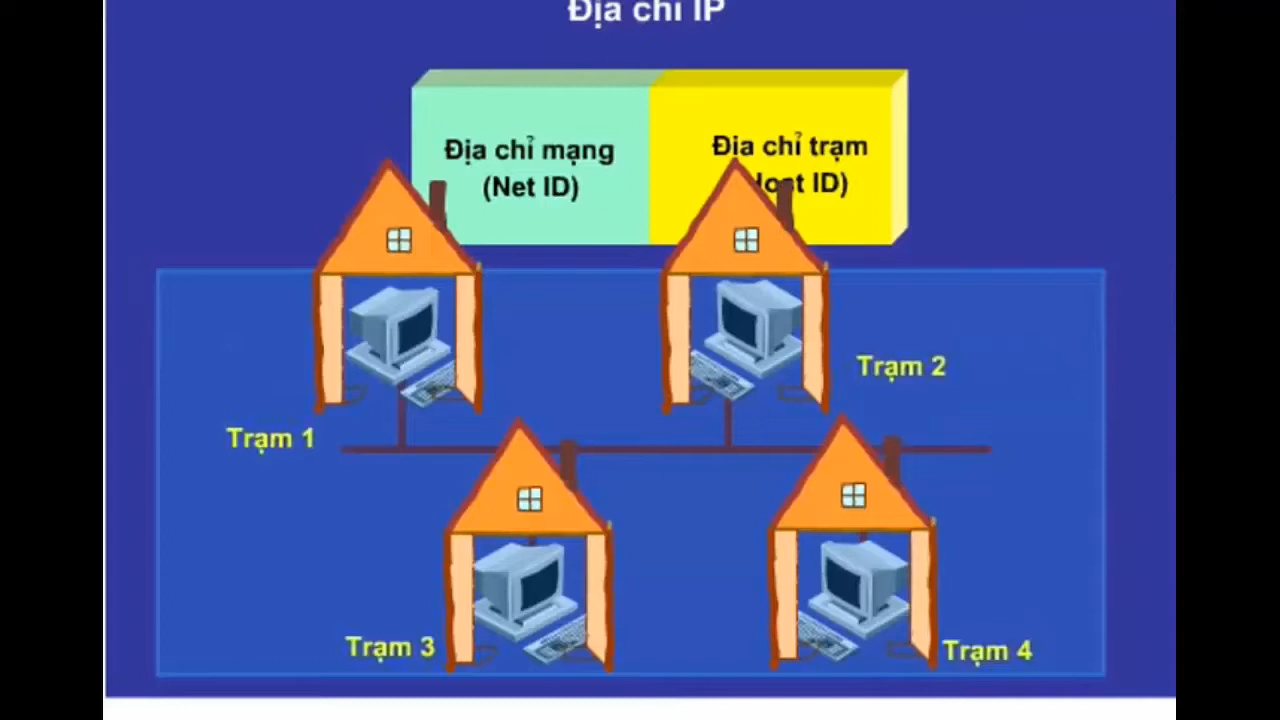 Địa chỉ IP
Địa chỉ mạng
(Net ID)
Địa chỉ trạm
ID)
Trạm 2
Trạm 1
Trạm 3
Trạm 4